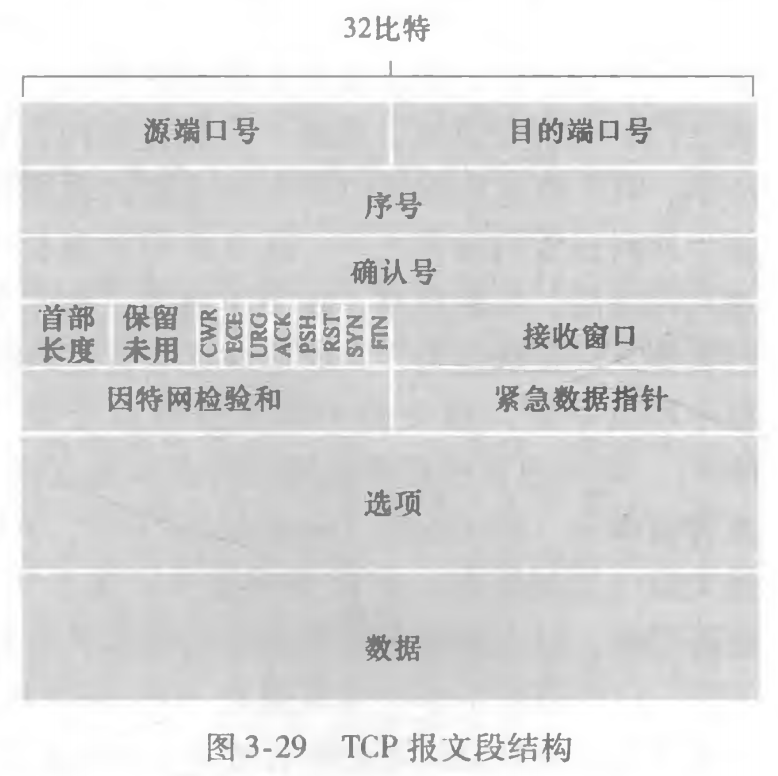 32比特
源端口号 目的端口号
序号
确认号
首部 保留 CWR ECE URG ACK PSH RST SYN FIN 接收窗口
长度 未用
因特网检验和 紧急数据指针
选项
数据
图 3-29 TCP 报文段结构